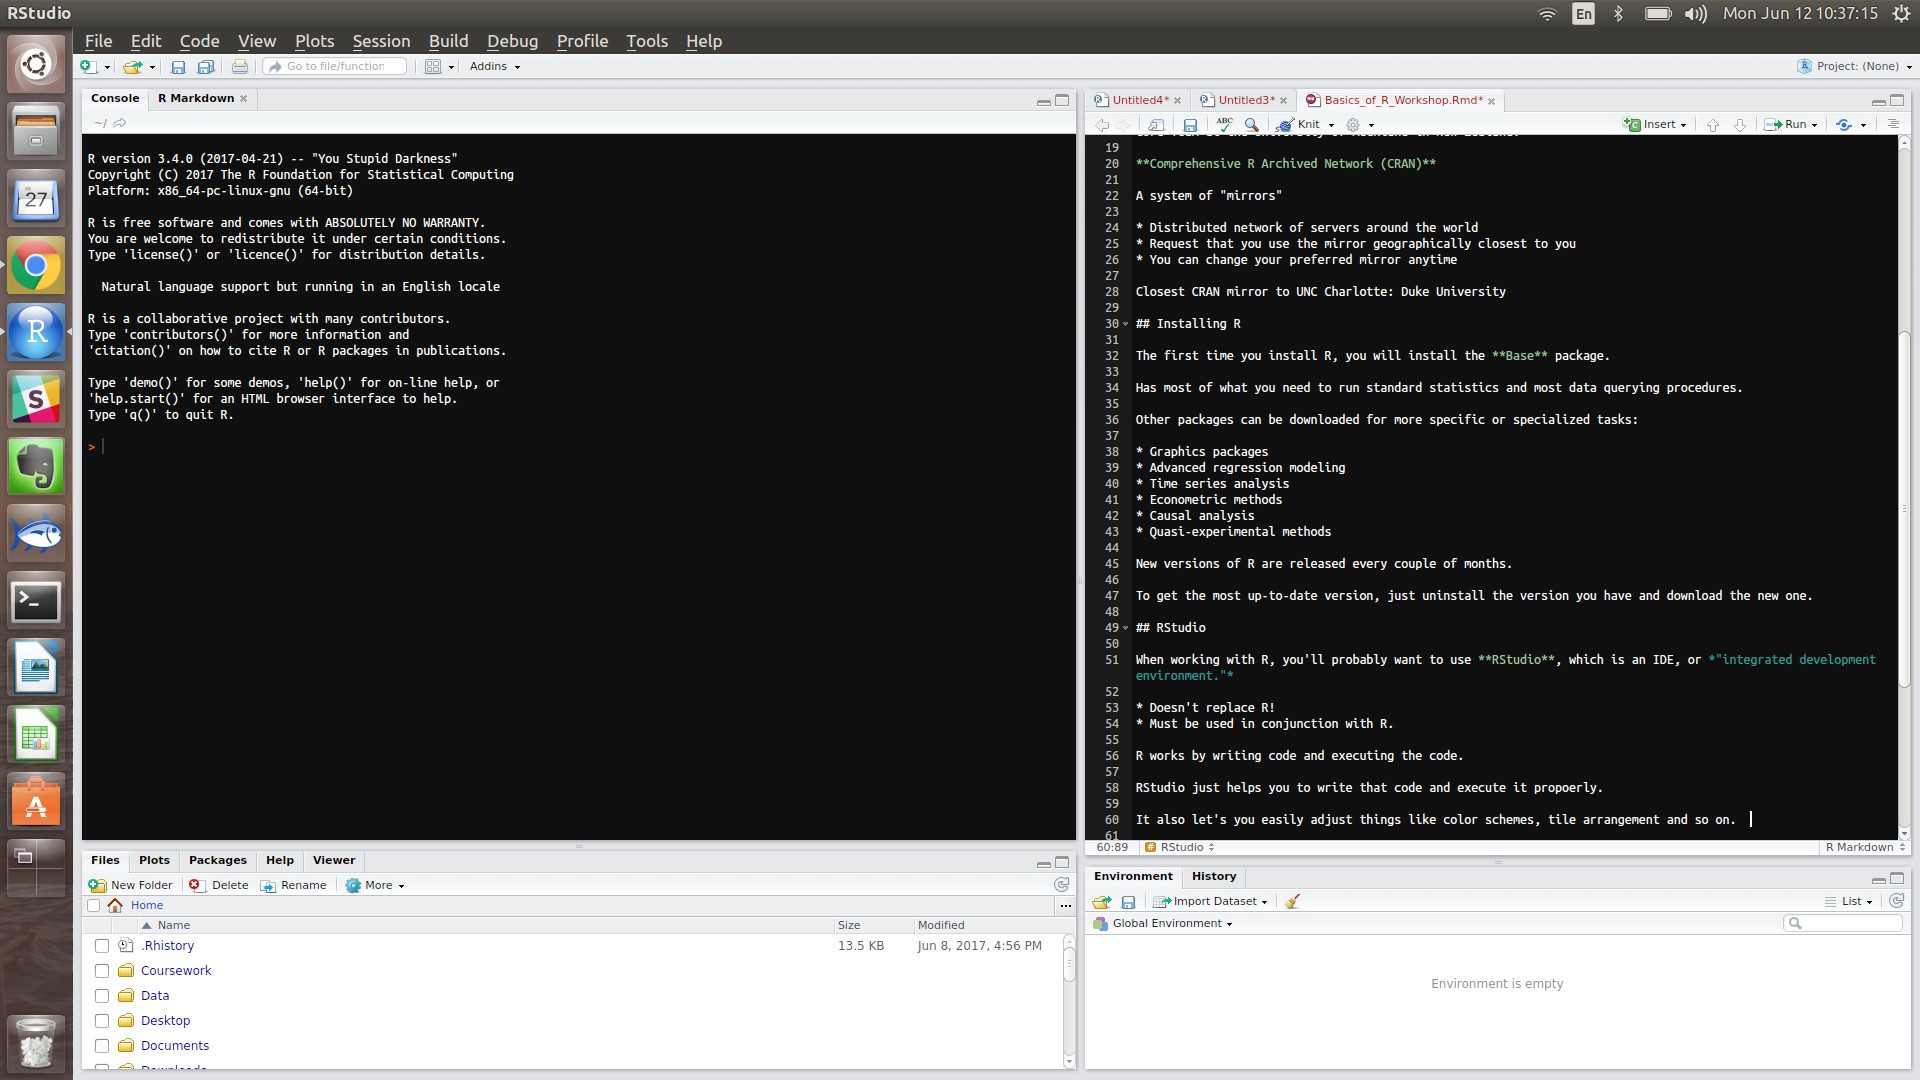 RStudio
En
Mon Jun 12 10:37:15
File Edit Code View Plots Session Build Debug Profile Tools Help
Go to file/function
Addins
Project: (None)
Console
R Markdown
~/
R version 3.4.0 (2017-04-21) -- "You Stupid Darkness"
Copyright (C) 2017 The R Foundation for Statistical Computing
Platform: x86_64-pc-linux-gnu (64-bit)
R is free software and comes with ABSOLUTELY NO WARRANTY.
You are welcome to redistribute it under certain conditions.
Type 'license()' or 'licence()' for distribution details.
Natural language support but running in an English locale
R is a collaborative project with many contributors.
Type 'contributors()' for more information and
'citation()' on how to cite R or R packages in publications.
Type 'demo()' for some demos, 'help()' for on-line help, or
'help.start()' for an HTML browser interface to help.
Type 'q()' to quit R.
>
Untitled4*
Untitled3*
Basics_of_R_Workshop.Rmd*
ABC
Knit
Insert
Run
19
20 **Comprehensive R Archived Network (CRAN)**
21
22 A system of "mirrors"
23
24 * Distributed network of servers around the world
25 * Request that you use the mirror geographically closest to you
26 * You can change your preferred mirror anytime
27
28 Closest CRAN mirror to UNC Charlotte: Duke University
29
30 ## Installing R
31
32 The first time you install R, you will install the **Base** package.
33
34 Has most of what you need to run standard statistics and most data querying procedures.
35
36 Other packages can be downloaded for more specific or specialized tasks:
37
38 * Graphics packages
39 * Advanced regression modeling
40 * Time series analysis
41 * Econometric methods
42 * Causal analysis
43 * Quasi-experimental methods
44
45 New versions of R are released every couple of months.
46
47 To get the most up-to-date version, just uninstall the version you have and download the new one.
48
49 ## RStudio
50
51 When working with R, you'll probably want to use **RStudio**, which is an IDE, or *"integrated development
environment."*
52
53 * Doesn't replace R!
54 * Must be used in conjunction with R.
55
56 R works by writing code and executing the code.
57
58 RStudio just helps you to write that code and execute it propoerly.
59
60 It also let's you easily adjust things like color schemes, tile arrangement and so on.
61
60:89
RStudio
R Markdown
Files Plots Packages Help Viewer
New Folder Delete Rename More
Home
...
Name Size Modified
.Rhistory 13.5 KB Jun 8, 2017, 4:56 PM
Coursework
Data
Desktop
Documents
Environment History
Import Dataset
List
Global Environment
Environment is empty
27
R
S
>_
A